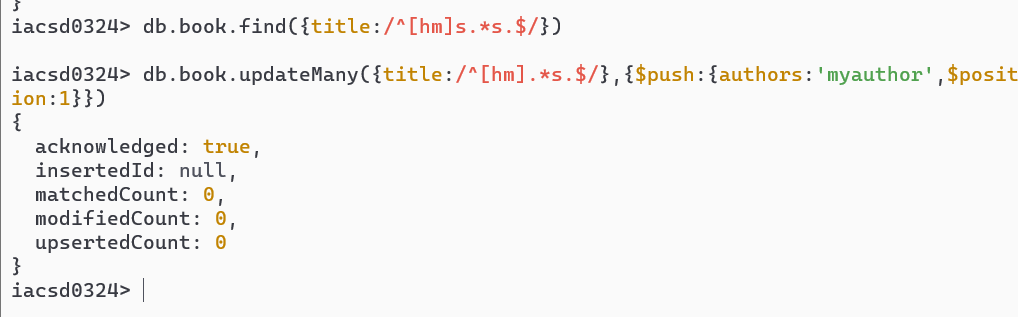 }
iacsd0324> db.book.find({title:/^[hm]s.*s.$/})
iacsd0324> db.book.updateMany({title:/^[hm].*s.$/},{$push:{authors:'myauthor',$posit
ion:1}})
{
  acknowledged: true,
  insertedId: null,
  matchedCount: 0,
  modifiedCount: 0,
  upsertedCount: 0
}
iacsd0324>